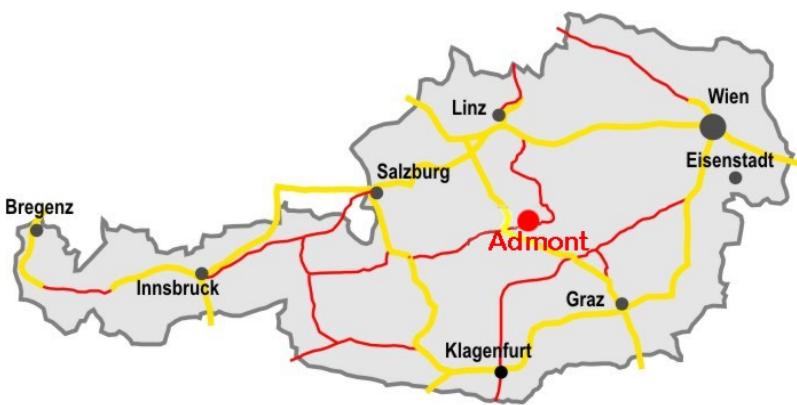 Wien
Linz
Eisenstadt
Salzburg
Bregenz
Admont
Innsbruck
Graz
Klagenfurt